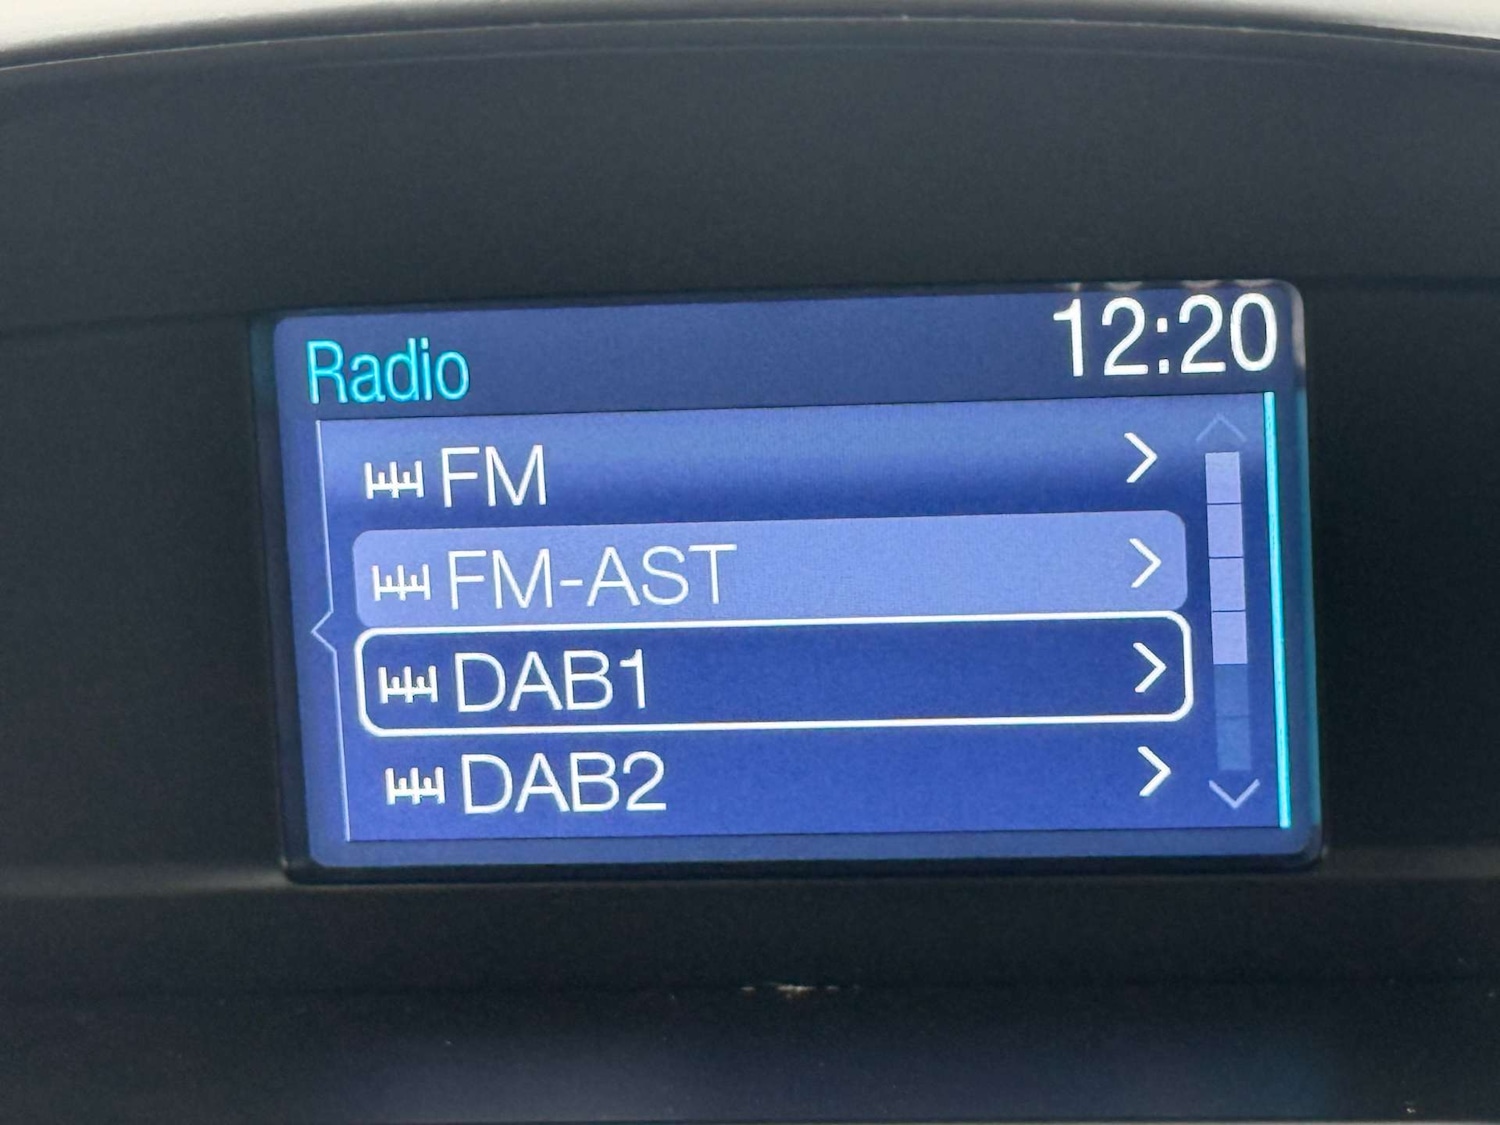 Radio
12:20
FM
FM-AST
DAB1
DAB2